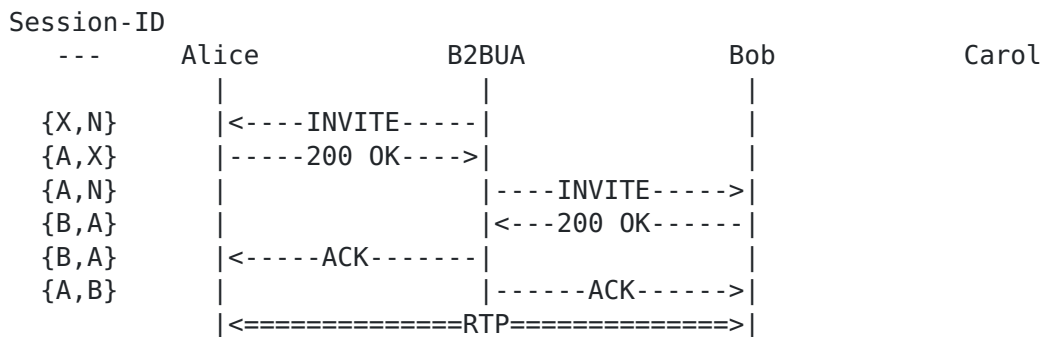 Session-ID
   ---     Alice            B2BUA             Bob            Carol
             |                |                |
  {X,N}      |<----INVITE-----|                |
  {A,X}      |-----200 OK---->|                |
  {A,N}      |                |----INVITE----->|
  {B,A}      |                |<---200 OK------|
  {B,A}      |<-----ACK-------|                |
  {A,B}      |                |------ACK------>|
             |<==============RTP==============>|